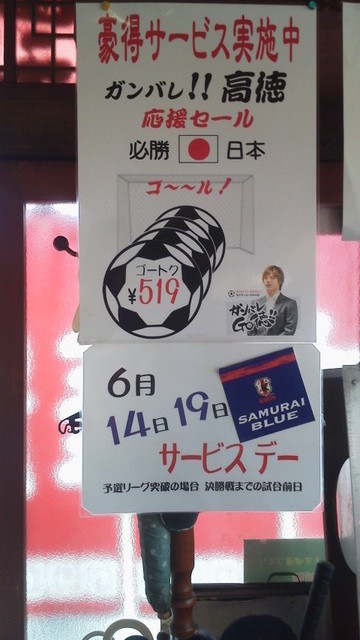 豪得サービス実施中
ガンバレ!! 高徳
応援セール
必勝 日本
ゴ〜〜ル!
ゴートク
¥519
ガンバレ
Go
6月
14日 19日
SAMURAI
BLUE
サービスデー
予選リーグ突破の場合 決勝戦までの試合前日